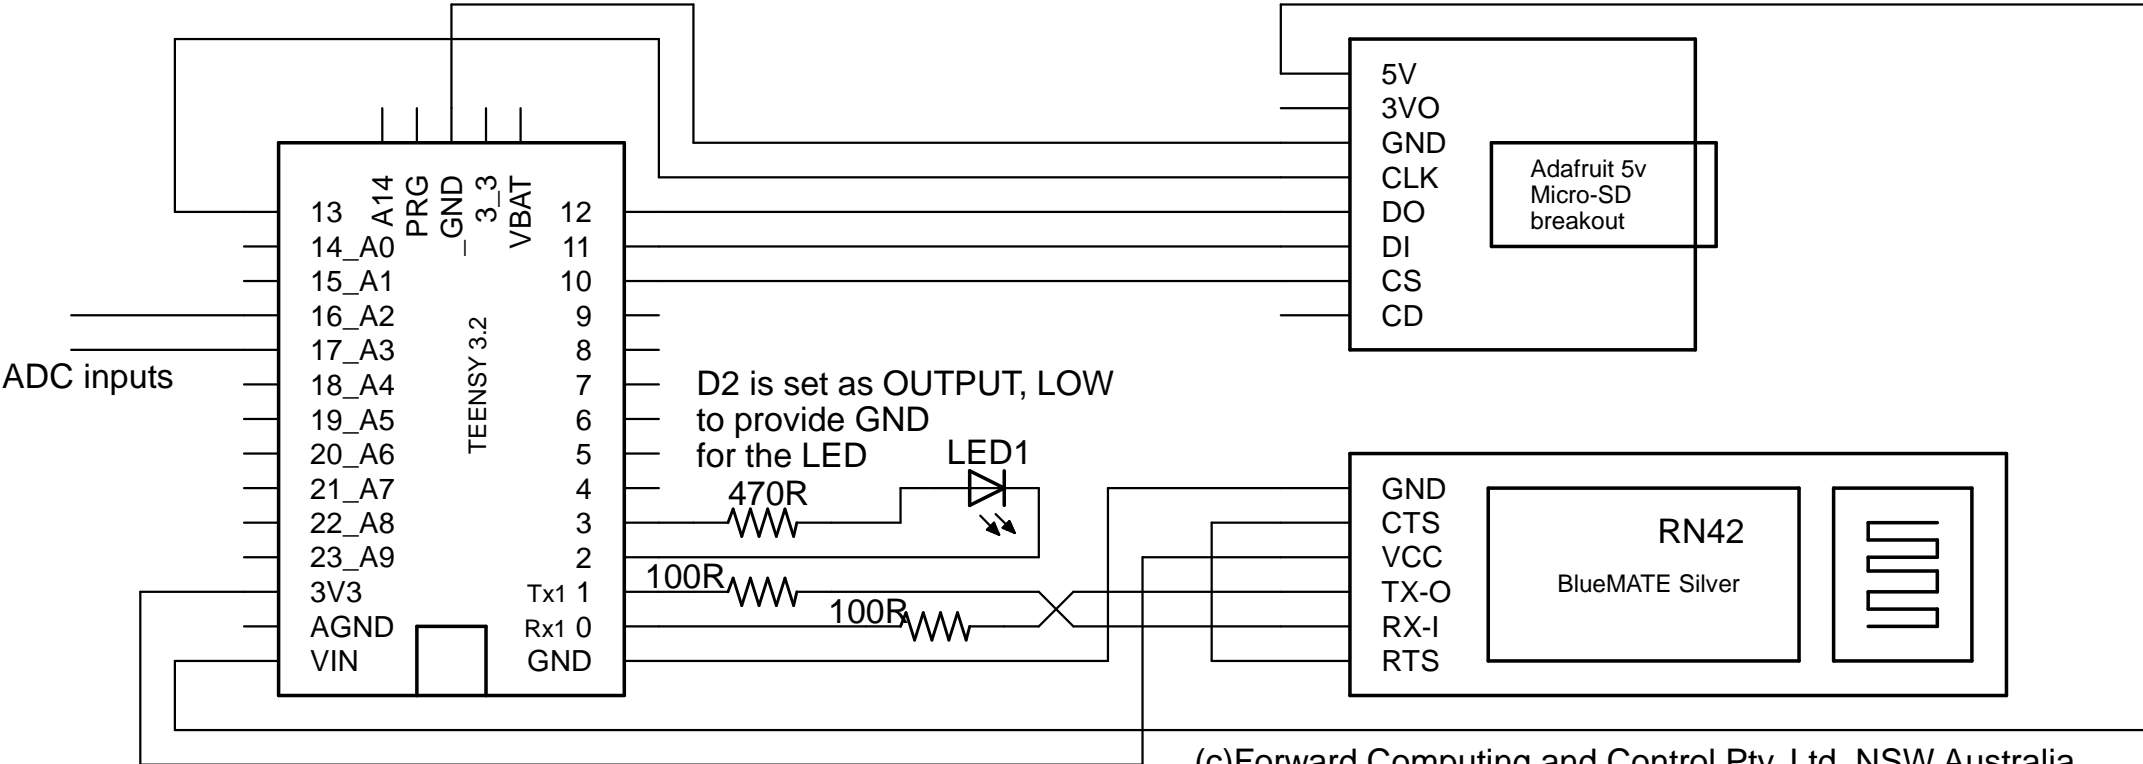 5V
3VO
GND
CLK
DO
DI
CS
CD
Adafruit 5v
Micro-SD
breakout
A14
PRG
_GND
3_3
VBAT
13
14_A0
15_A1
16_A2
17_A3
18_A4
19_A5
20_A6
21_A7
22_A8
23_A9
3V3
AGND
VIN
TEENSY 3.2
12
11
10
9
8
7
6
5
4
3
2
Tx1 1
Rx1 0
GND
ADC inputs
D2 is set as OUTPUT, LOW
to provide GND
for the LED
LED1
470R
100R
100R
GND
CTS
VCC
TX-O
RX-I
RTS
RN42
BlueMATE Silver
(c)Forward Computing and Control Pty. Ltd. NSW Australia